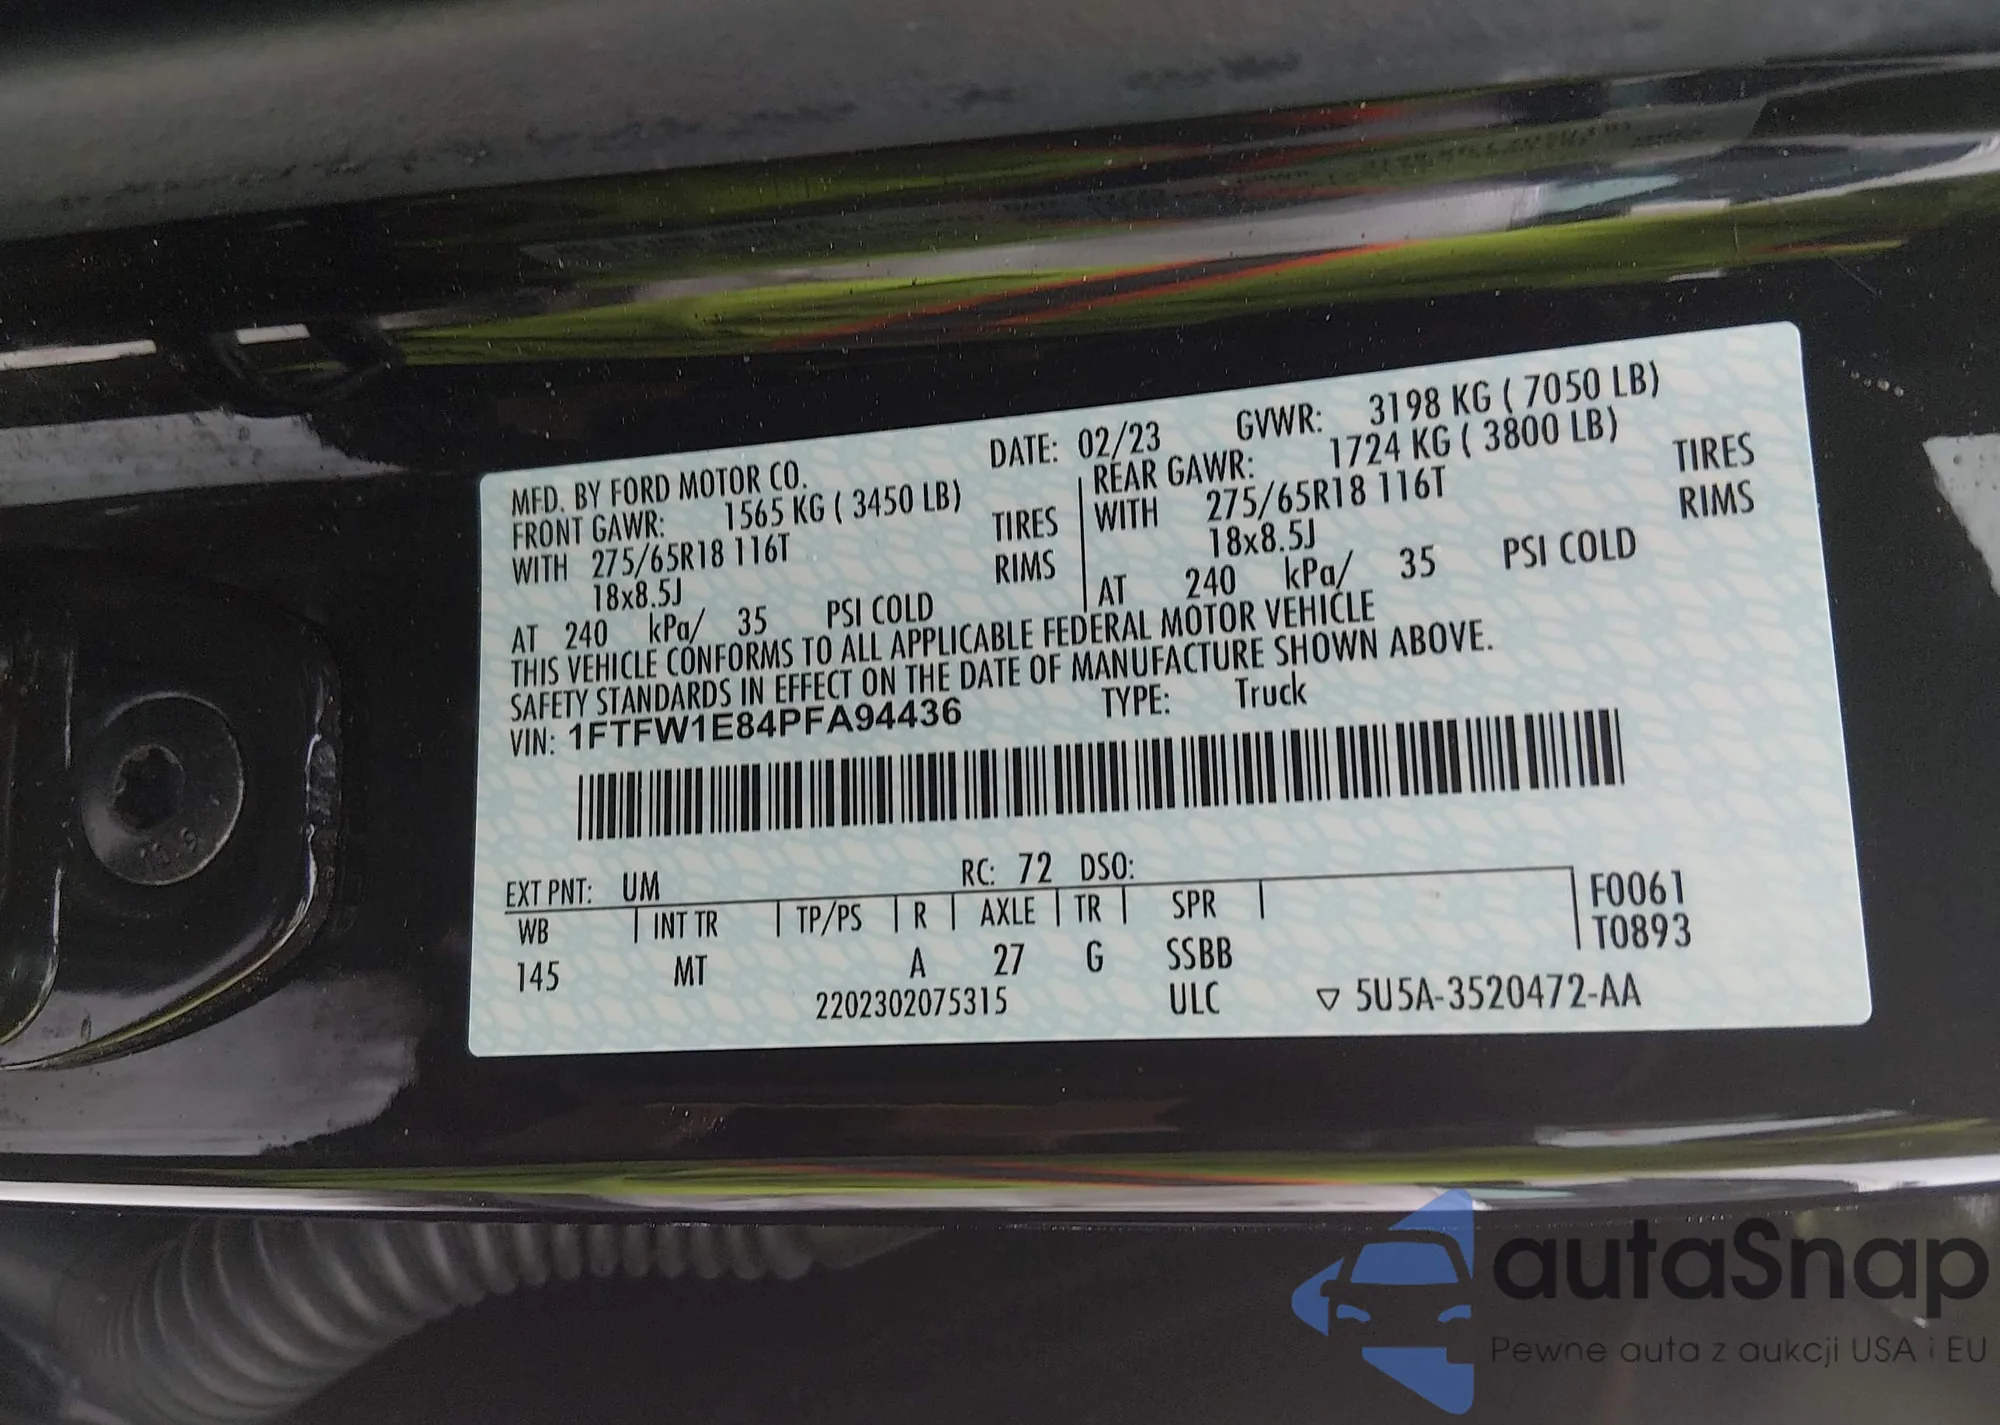 MFD. BY FORD MOTOR CO. DATE: 02/23 GVWR: 3198 KG ( 7050 LB)
FRONT GAWR: 1565 KG ( 3450 LB) REAR GAWR: 1724 KG ( 3800 LB)
WITH 275/65R18 116T TIRES WITH 275/65R18 116T TIRES
18x8.5J RIMS 18x8.5J RIMS
AT 240 kPa/ 35 PSI COLD AT 240 kPa/ 35 PSI COLD
THIS VEHICLE CONFORMS TO ALL APPLICABLE FEDERAL MOTOR VEHICLE
SAFETY STANDARDS IN EFFECT ON THE DATE OF MANUFACTURE SHOWN ABOVE.
VIN: 1FTFW1E84PFA94436 TYPE: Truck
EXT PNT: UM RC: 72 DSO:
WB INT TR TP/PS R AXLE TR SPR F0061
T0893
145 MT A 27 G SSBB
2202302075315 ULC ▽ 5U5A-3520472-AA
10.9
autaSnap
Pewne auta z aukcji USA i EU